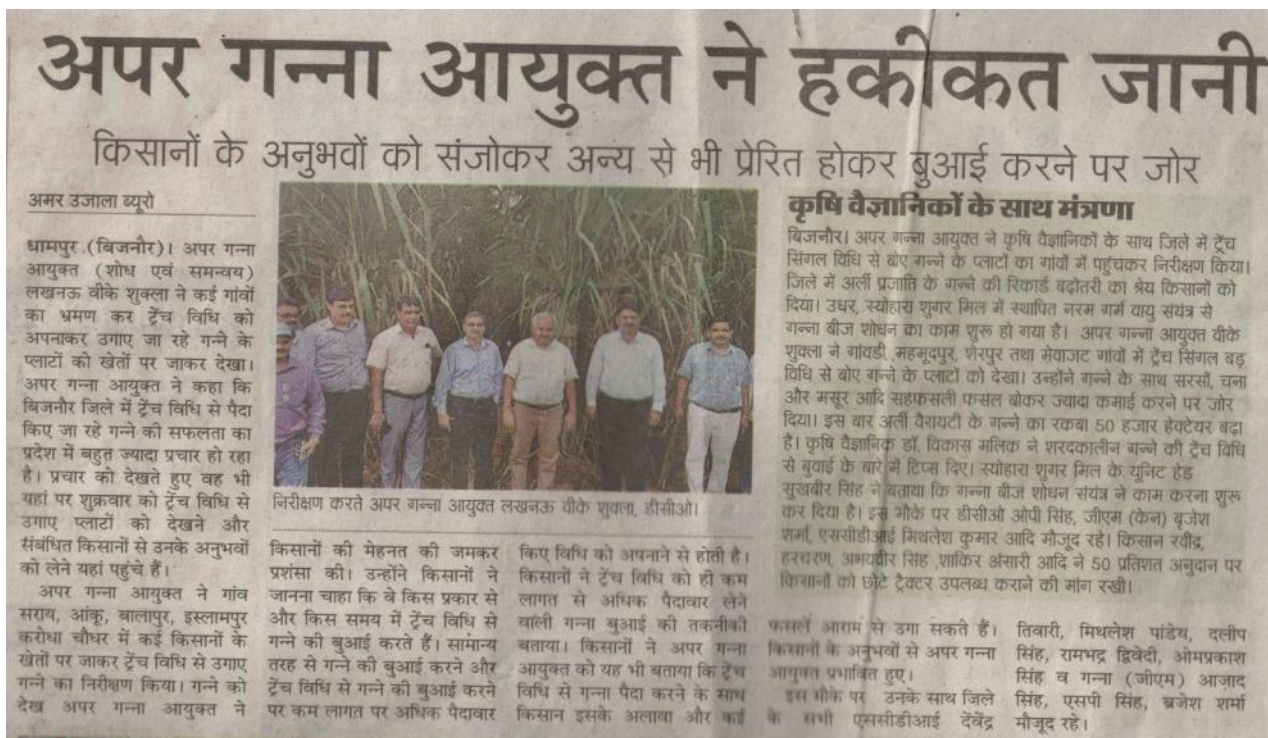 अपर गन्ना आयुक्त ने हकीकत जानी
किसानों के अनुभवों को संजोकर अन्य से भी प्रेरित होकर बुआई करने पर जोर
अमर उजाला ब्यूरो
धामपुर (बिजनौर)। अपर गन्ना
आयुक्त (शोध एवं समन्वय)
लखनऊ वीके शुक्ला ने कई गांवों
का भ्रमण कर ट्रेंच विधि को
अपनाकर उगाए जा रहे गन्ने के
प्लाटों को खेतों पर जाकर देखा।
अपर गन्ना आयुक्त ने कहा कि
बिजनौर जिले में ट्रेंच विधि से पैदा
किए जा रहे गन्ने की सफलता का
प्रदेश में बहुत ज्यादा प्रचार हो रहा
है। प्रचार को देखते हुए वह भी
यहां पर शुक्रवार को ट्रेंच विधि से
उगाए प्लाटों को देखने और
संबंधित किसानों से उनके अनुभवों
को लेने यहां पहुंचे हैं।
अपर गन्ना आयुक्त ने गांव
सराय, आंकू, बालापुर, इस्लामपुर
करोधा चौधर में कई किसानों के
खेतों पर जाकर ट्रेंच विधि से उगाए
गन्ने का निरीक्षण किया। गन्ने को
देख अपर गन्ना आयुक्त ने
निरीक्षण करते अपर गन्ना आयुक्त लखनऊ वीके शुक्ला, डीसीओ।
किसानों की मेहनत की जमकर
प्रशंसा की। उन्होंने किसानों ने
जानना चाहा कि वे किस प्रकार से
और किस समय में ट्रेंच विधि से
गन्ने की बुआई करते हैं। सामान्य
तरह से गन्ने की बुआई करने और
ट्रेंच विधि से गन्ने की बुआई करने
पर कम लागत पर अधिक पैदावार
किए विधि को अपनाने से होती है।
किसानों ने ट्रेंच विधि को ही कम
लागत से अधिक पैदावार लेने
वाली गन्ना बुआई की तकनीकी
बताया। किसानों ने अपर गन्ना
आयुक्त को यह भी बताया कि ट्रेंच
विधि से गन्ना पैदा करने के साथ
किसान इसके अलावा और कई
फसलें आराम से उगा सकते हैं।
किसानों के अनुभवों से अपर गन्ना
आयुक्त प्रभावित हुए।
इस मौके पर उनके साथ जिले
के सभी एससीडीआई देवेंद्र
तिवारी, मिथलेश पांडेय, दलीप
सिंह, रामभद्र द्विवेदी, ओमप्रकाश
सिंह व गन्ना (जीएम) आज़ाद
सिंह, एसपी सिंह, ब्रजेश शर्मा
मौजूद रहे।
कृषि वैज्ञानिकों के साथ मंत्रणा
बिजनौर। अपर गन्ना आयुक्त ने कृषि वैज्ञानिकों के साथ जिले में ट्रेंच
सिंगल विधि से बोए गन्ने के प्लाटों का गांवों में पहुंचकर निरीक्षण किया।
जिले में अर्ली प्रजाति के गन्ने की रिकार्ड बढ़ोतरी का श्रेय किसानों को
दिया। उधर, स्योहारा शुगर मिल में स्थापित नरम गर्म वायु संयंत्र से
गन्ना बीज शोधन का काम शुरू हो गया है। अपर गन्ना आयुक्त वीके
शुक्ला ने गांवडी, महमूदपुर, शेरपुर तथा मेवाजट गांवों में ट्रेंच सिंगल बड़
विधि से बोए गन्ने के प्लाटों को देखा। उन्होंने गन्ने के साथ सरसों, चना
और मसूर आदि सहफसली फसल बोकर ज्यादा कमाई करने पर जोर
दिया। इस बार अर्ली वैरायटी के गन्ने का रकबा 50 हजार हेक्टेयर बढ़ा
है। कृषि वैज्ञानिक डॉ. विकास मलिक ने शरदकालीन गन्ने की ट्रेंच विधि
से बुवाई के बारे में टिप्स दिए। स्योहारा शुगर मिल के यूनिट हेड
सुखबीर सिंह ने बताया कि गन्ना बीज शोधन संयंत्र ने काम करना शुरू
कर दिया है। इस मौके पर डीसीओ ओपी सिंह, जीएम (केन) बृजेश
शर्मा, एससीडीआई मिथलेश कुमार आदि मौजूद रहे। किसान रवींद्र,
हरचरण, अभयवीर सिंह ,शाकिर अंसारी आदि ने 50 प्रतिशत अनुदान पर
किसानों को छोटे ट्रैक्टर उपलब्ध कराने की मांग रखी।